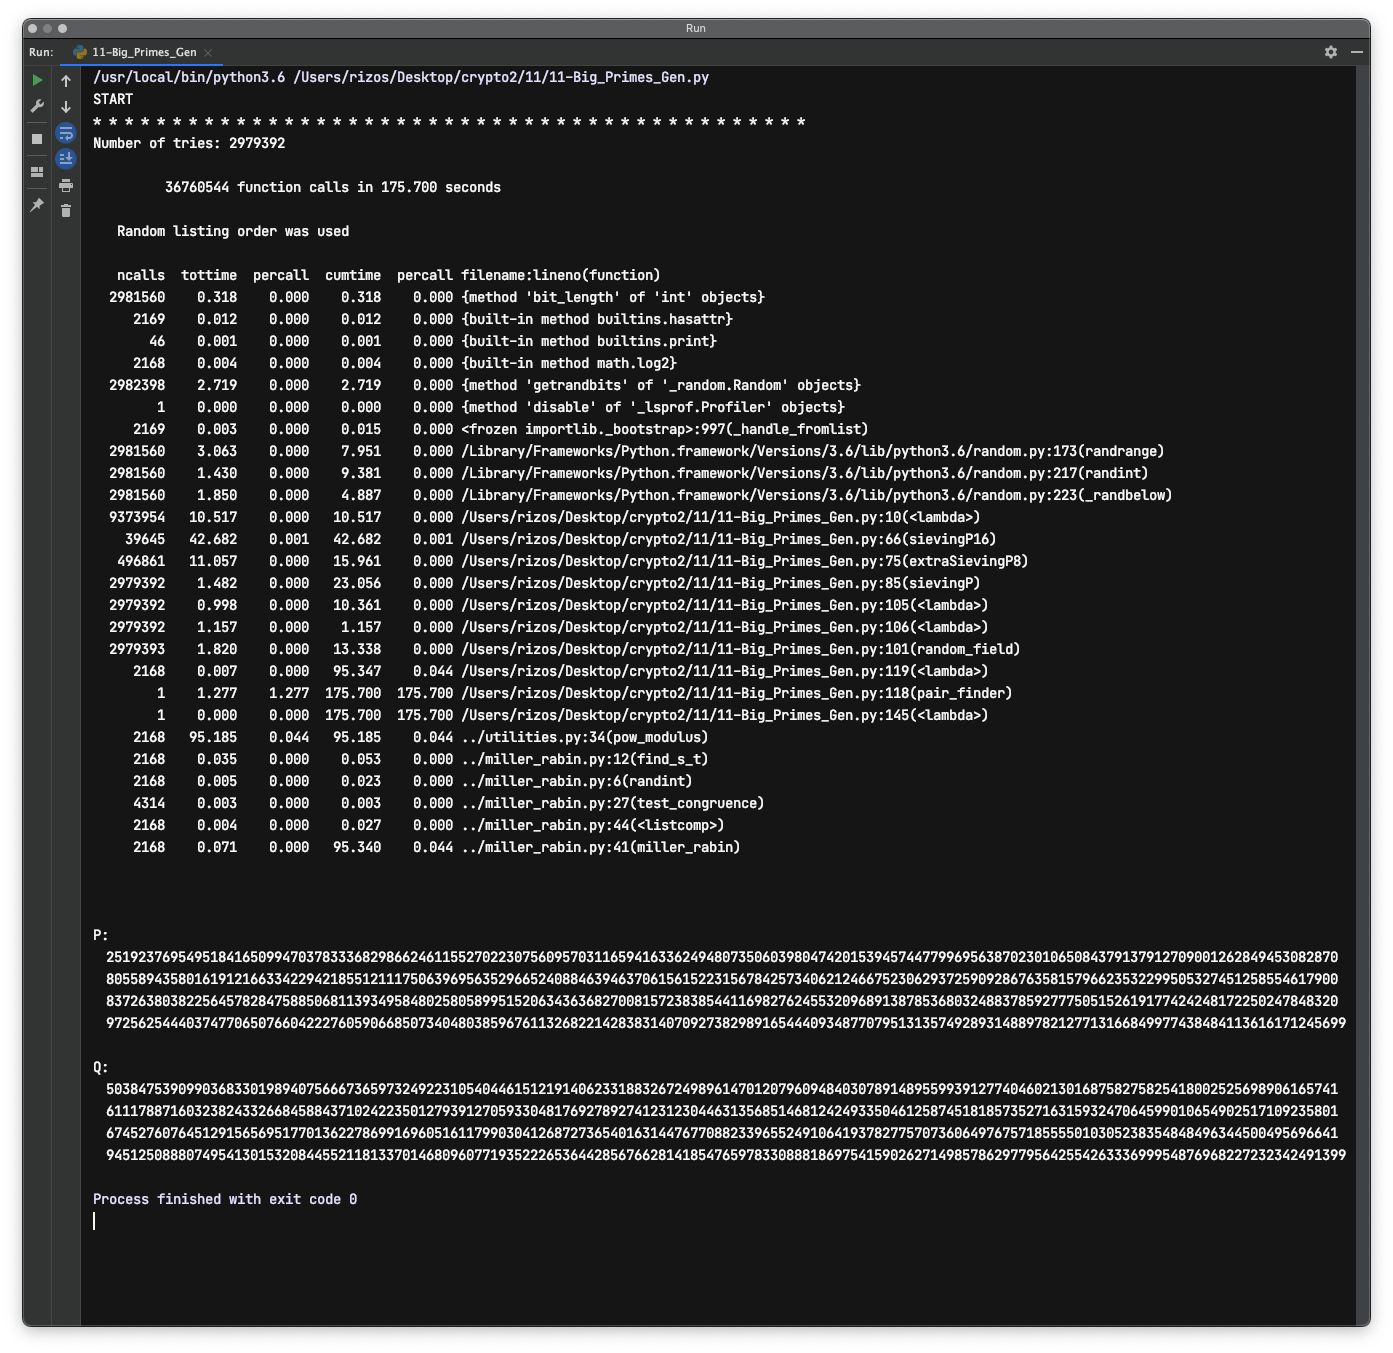 Run
Run: 11-Big_Primes_Gen
/usr/local/bin/python3.6 /Users/rizos/Desktop/crypto2/11/11-Big_Primes_Gen.py
START
* * * * * * * * * * * * * * * * * * * * * * * * * * * * * * * * * * * * * * * * * * * * *
Number of tries: 2979392
36760544 function calls in 175.700 seconds
Random listing order was used
ncalls  tottime  percall  cumtime  percall filename:lineno(function)
2981560    0.318    0.000    0.318    0.000 {method 'bit_length' of 'int' objects}
2169    0.012    0.000    0.012    0.000 {built-in method builtins.hasattr}
46    0.001    0.000    0.001    0.000 {built-in method builtins.print}
2168    0.004    0.000    0.004    0.000 {built-in method math.log2}
2982398    2.719    0.000    2.719    0.000 {method 'getrandbits' of '_random.Random' objects}
1    0.000    0.000    0.000    0.000 {method 'disable' of '_lsprof.Profiler' objects}
2169    0.003    0.000    0.015    0.000 <frozen importlib._bootstrap>:997(_handle_fromlist)
2981560    3.063    0.000    7.951    0.000 /Library/Frameworks/Python.framework/Versions/3.6/lib/python3.6/random.py:173(randrange)
2981560    1.430    0.000    9.381    0.000 /Library/Frameworks/Python.framework/Versions/3.6/lib/python3.6/random.py:217(randint)
2981560    1.850    0.000    4.887    0.000 /Library/Frameworks/Python.framework/Versions/3.6/lib/python3.6/random.py:223(_randbelow)
9373954   10.517    0.000   10.517    0.000 /Users/rizos/Desktop/crypto2/11/11-Big_Primes_Gen.py:10(<lambda>)
39645   42.682    0.001   42.682    0.001 /Users/rizos/Desktop/crypto2/11/11-Big_Primes_Gen.py:66(sievingP16)
496861   11.057    0.000   15.961    0.000 /Users/rizos/Desktop/crypto2/11/11-Big_Primes_Gen.py:75(extraSievingP8)
2979392    1.482    0.000   23.056    0.000 /Users/rizos/Desktop/crypto2/11/11-Big_Primes_Gen.py:85(sievingP)
2979392    0.998    0.000   10.361    0.000 /Users/rizos/Desktop/crypto2/11/11-Big_Primes_Gen.py:105(<lambda>)
2979392    1.157    0.000    1.157    0.000 /Users/rizos/Desktop/crypto2/11/11-Big_Primes_Gen.py:106(<lambda>)
2979393    1.820    0.000   13.338    0.000 /Users/rizos/Desktop/crypto2/11/11-Big_Primes_Gen.py:101(random_field)
2168    0.007    0.000   95.347    0.044 /Users/rizos/Desktop/crypto2/11/11-Big_Primes_Gen.py:119(<lambda>)
1    1.277    1.277  175.700  175.700 /Users/rizos/Desktop/crypto2/11/11-Big_Primes_Gen.py:118(pair_finder)
1    0.000    0.000  175.700  175.700 /Users/rizos/Desktop/crypto2/11/11-Big_Primes_Gen.py:145(<lambda>)
2168   95.185    0.044   95.185    0.044 ../utilities.py:34(pow_modulus)
2168    0.035    0.000    0.053    0.000 ../miller_rabin.py:12(find_s_t)
2168    0.005    0.000    0.023    0.000 ../miller_rabin.py:6(randint)
4314    0.003    0.000    0.003    0.000 ../miller_rabin.py:27(test_congruence)
2168    0.004    0.000    0.027    0.000 ../miller_rabin.py:44(<listcomp>)
2168    0.071    0.000   95.340    0.044 ../miller_rabin.py:41(miller_rabin)
P:
2519237695495184165099470378333682986624611552702230756095703116594163362494807350603980474201539457447799695638702301065084379137912709001262849453082870
8055894358016191216633422942185512111750639695635296652408846394637061561522315678425734062124667523062937259092867635815796623532299505327451258554617900
8372638038225645782847588506811393495848025805899515206343636827008157238385441169827624553209689138785368032488378592777505152619177424248172250247848320
97256254440374770650766042227605906685073404803859676113268221428383140709273829891654440934877079513135749289314889782127713166849977438484113616171245699
Q:
5038475390990368330198940756667365973249223105404461512191406233188326724989614701207960948403078914895599391277404602130168758275825418002525698906165741
6111788716032382433266845884371022423501279391270593304817692789274123123044631356851468124249335046125874518185735271631593247064599010654902517109235801
6745276076451291565695177013622786991696051611799030412687273654016314476770882339655249106419378277570736064976757185555010305238354848496344500495696641
94512508880749541301532084455211813370146809607719352226536442856766281418547659783308881869754159026271498578629779564255426333699954876968227232342491399
Process finished with exit code 0